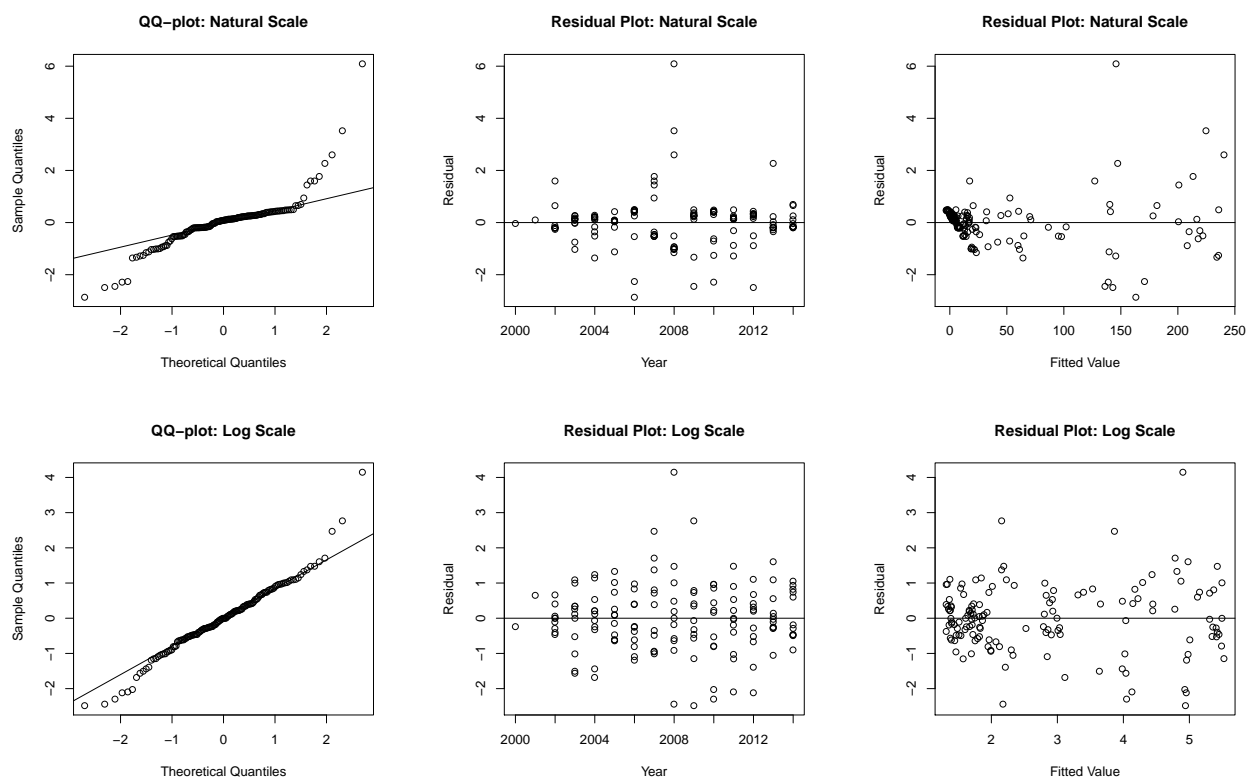 QQ−plot: Natural Scale
Sample Quantiles
6
4
2
0
−2
−2 −1 0 1 2
Theoretical Quantiles
Residual Plot: Natural Scale
Residual
6
4
2
0
−2
2000 2004 2008 2012
Year
Residual Plot: Natural Scale
Residual
6
4
2
0
−2
0 50 100 150 200 250
Fitted Value
QQ−plot: Log Scale
Sample Quantiles
4
3
2
1
0
−1
−2
−2 −1 0 1 2
Theoretical Quantiles
Residual Plot: Log Scale
Residual
4
3
2
1
0
−1
−2
2000 2004 2008 2012
Year
Residual Plot: Log Scale
Residual
4
3
2
1
0
−1
−2
2 3 4 5
Fitted Value